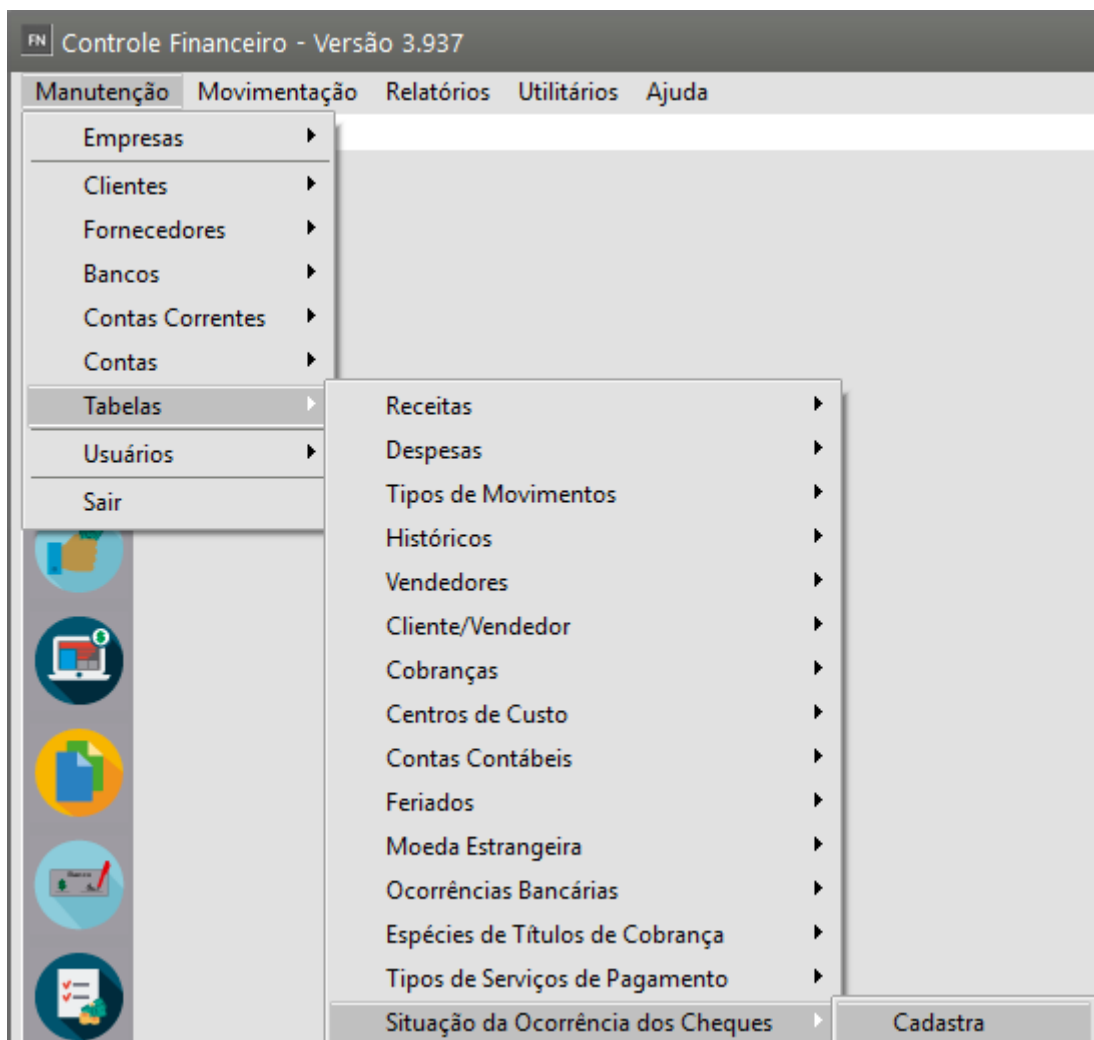 FN Controle Financeiro - Versão 3.937
Manutenção Movimentação Relatórios Utilitários Ajuda
Empresas
Clientes
Fornecedores
Bancos
Contas Correntes
Contas
Tabelas
Usuários
Sair
Receitas
Despesas
Tipos de Movimentos
Históricos
Vendedores
Cliente/Vendedor
Cobranças
Centros de Custo
Contas Contábeis
Feriados
Moeda Estrangeira
Ocorrências Bancárias
Espécies de Títulos de Cobrança
Tipos de Serviços de Pagamento
Situação da Ocorrência dos Cheques
Cadastra